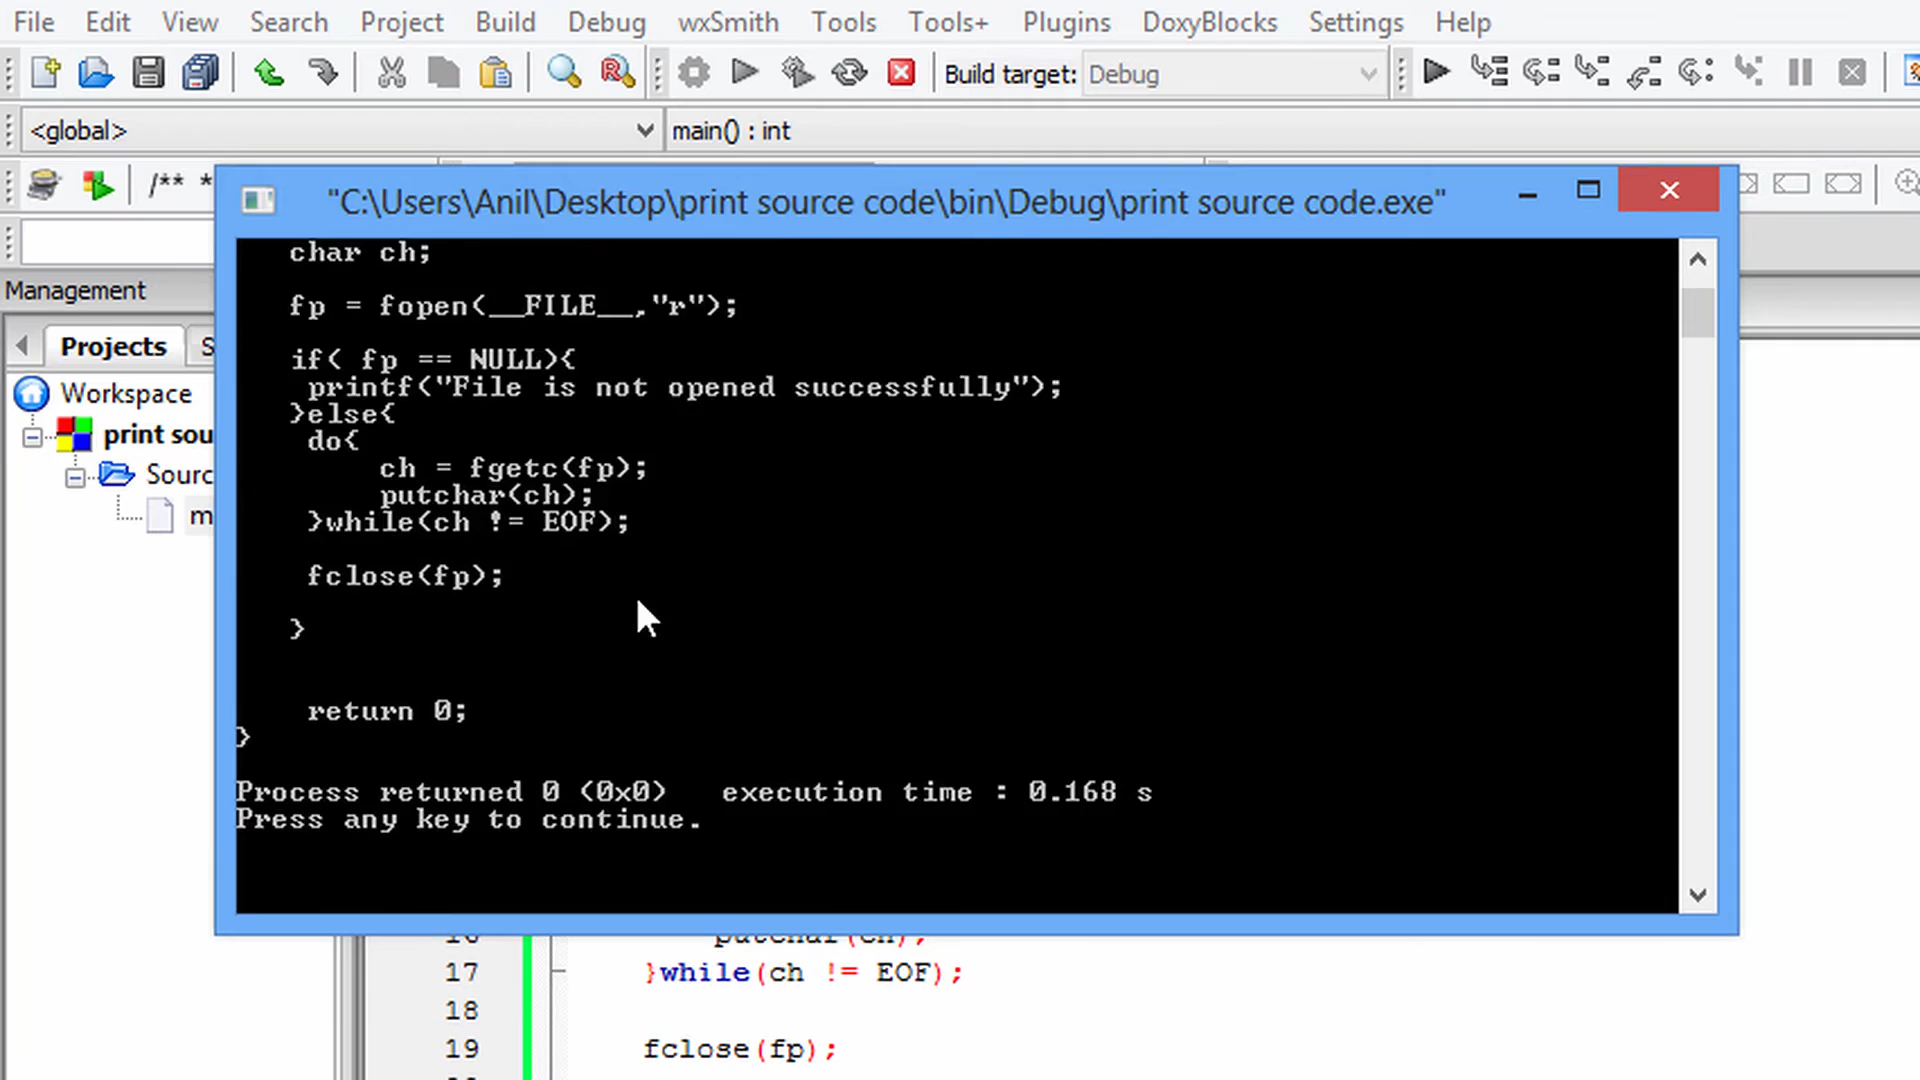 File Edit View Search Project Build Debug wxSmith Tools Tools+ Plugins DoxyBlocks Settings Help
Build target: Debug
<global> main() : int
/** *
"C:\Users\Anil\Desktop\print source code\bin\Debug\print source code.exe"
Management
Projects S
Workspace
print sou
Sourc
m
char ch;
fp = fopen(__FILE__,"r");
if( fp == NULL){
printf("File is not opened successfully");
}else{
do{
ch = fgetc(fp);
putchar(ch);
}while(ch != EOF);
fclose(fp);
}
return 0;
}
Process returned 0 (0x0) execution time : 0.168 s
Press any key to continue.
16 putchar(ch);
17 }while(ch != EOF);
18
19 fclose(fp);